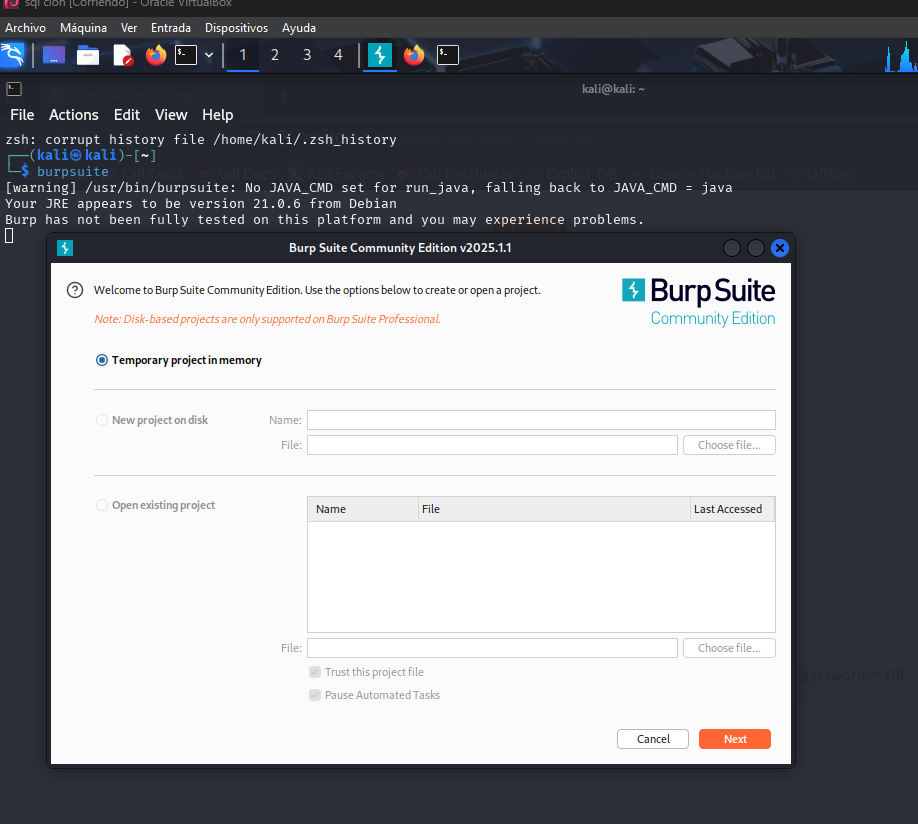 sql cion [Corriendo] - Oracle VirtualBox
Archivo Máquina Ver Entrada Dispositivos Ayuda
1 2 3 4
kali@kali: ~
File Actions Edit View Help
zsh: corrupt history file /home/kali/.zsh_history
┌──(kali㉿kali)-[~]
└─$ burpsuite
[warning] /usr/bin/burpsuite: No JAVA_CMD set for run_java, falling back to JAVA_CMD = java
Your JRE appears to be version 21.0.6 from Debian
Burp has not been fully tested on this platform and you may experience problems.
Burp Suite Community Edition v2025.1.1
Welcome to Burp Suite Community Edition. Use the options below to create or open a project.
Burp Suite
Community Edition
Note: Disk-based projects are only supported on Burp Suite Professional.
Temporary project in memory
New project on disk Name:
File: Choose file...
Open existing project
Name File Last Accessed
File: Choose file...
Trust this project file
Pause Automated Tasks
password='' OR
Cancel Next